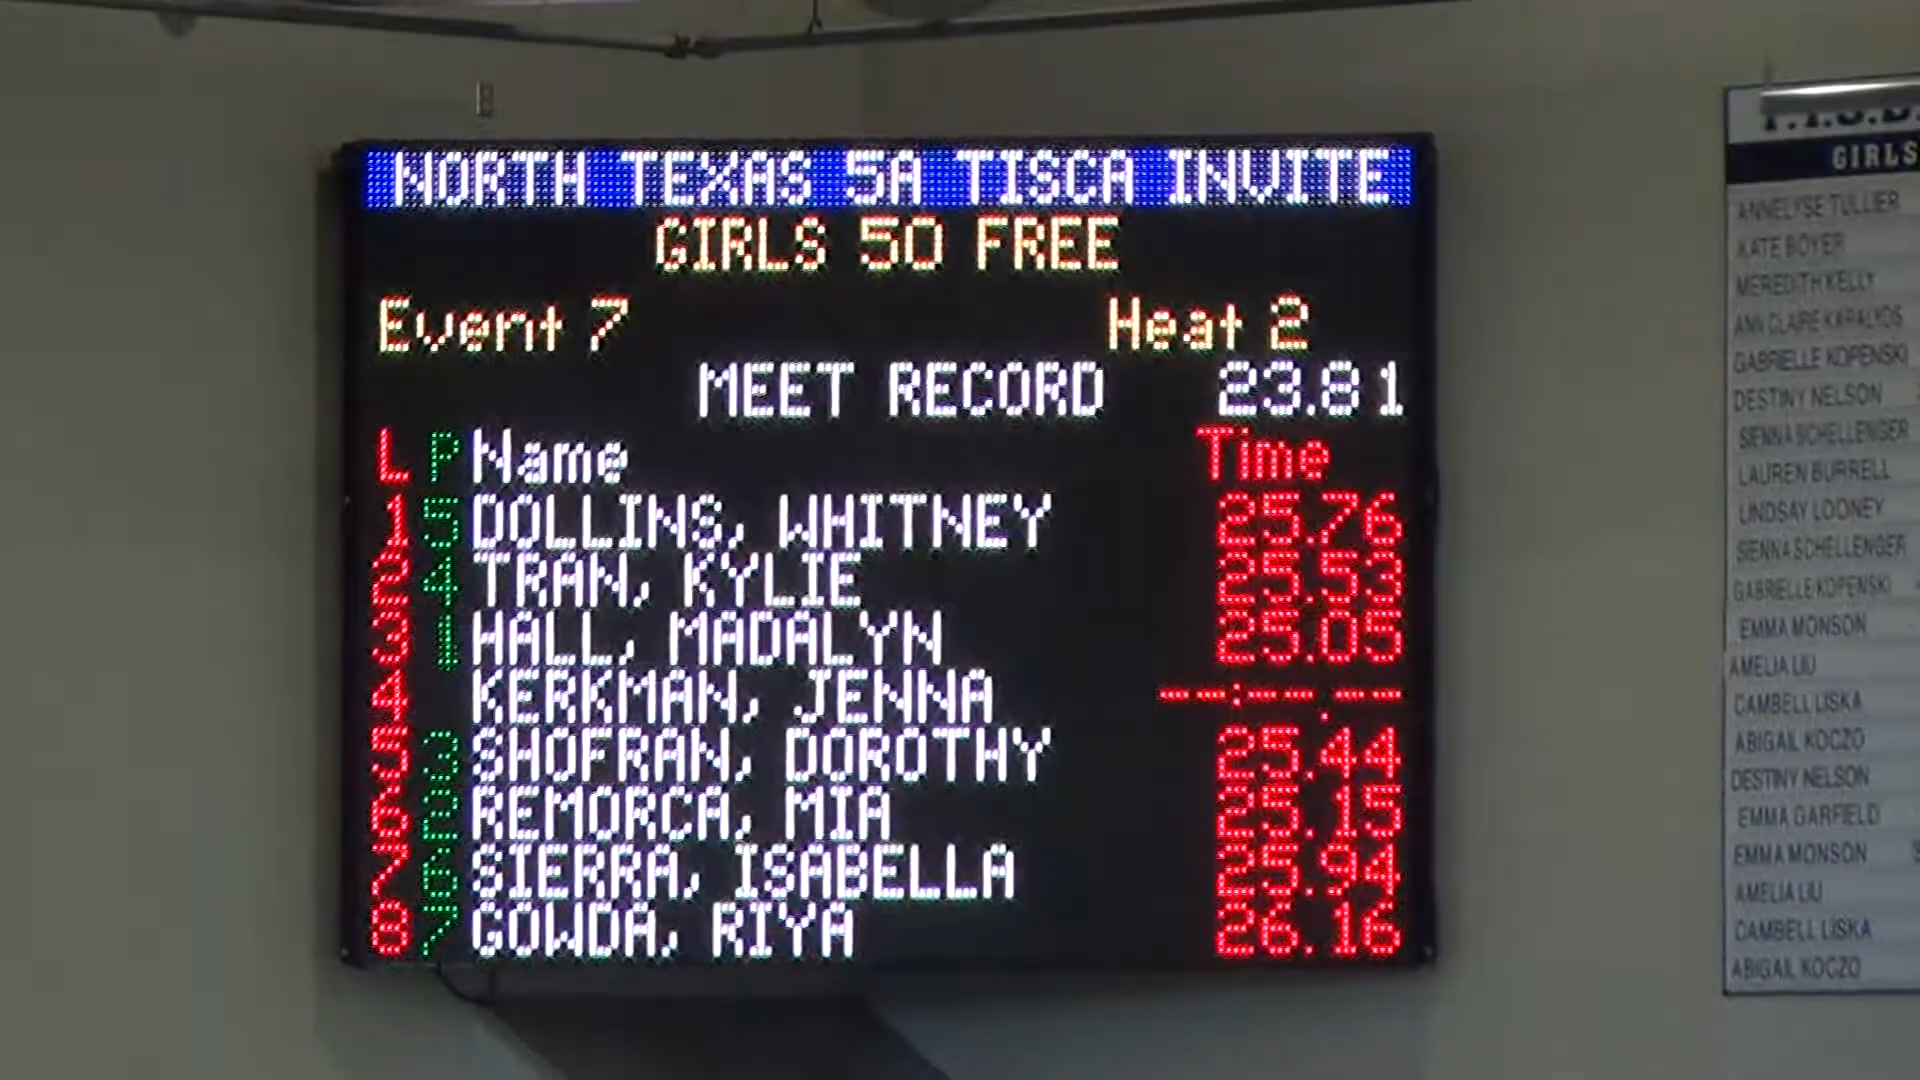 NORTH TEXAS 5A TISCA INVITE
GIRLS 50 FREE
Event 7 Heat 2
MEET RECORD 23.81
L P Name Time
1 5 DOLLINS, WHITNEY 25.76
2 4 TRAN, KYLIE 25.53
3 1 HALL, MADALYN 25.05
4 KERKMAN, JENNA --:--.--
5 3 SHOFRAN, DOROTHY 25.44
6 2 REMORCA, MIA 25.15
7 6 SIERRA, ISABELLA 25.94
8 7 GOWDA, RIYA 26.16
GIRLS
ANNELYSE TULLIER
KATE BOYER
MEREDITH KELLY
ANN CLAIRE KARALYOS
GABRIELLE KOPENSKI
DESTINY NELSON
SIENNA SCHELLENGER
LAUREN BURRELL
LINDSAY LOONEY
SIENNA SCHELLENGER
GABRIELLE KOPENSKI
EMMA MONSON
AMELIA LIU
CAMBELL LISKA
ABIGAIL KOCZO
DESTINY NELSON
EMMA GARFIELD
EMMA MONSON
AMELIA LIU
CAMBELL LISKA
ABIGAIL KOCZO